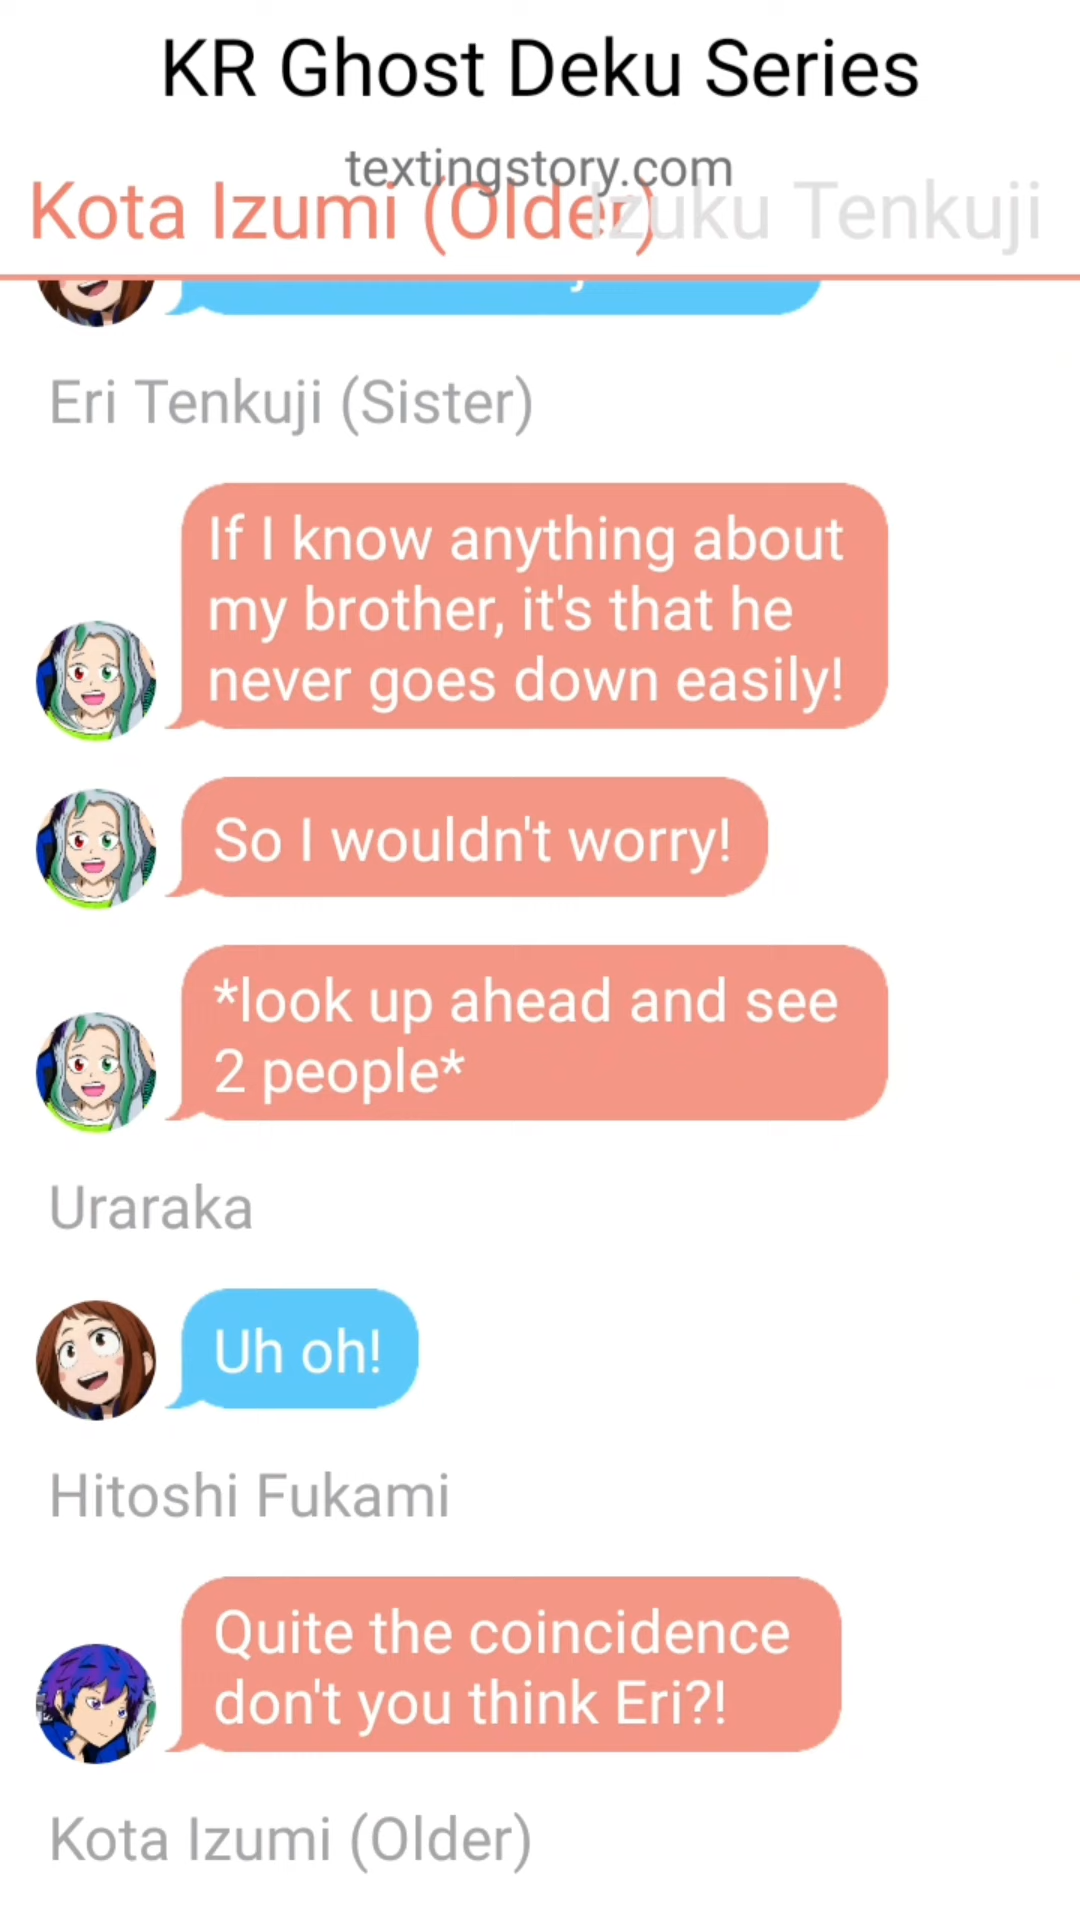 KR Ghost Deku Series
textingstory.com
Kota Izumi (Older) Izuku Tenkuji
Eri Tenkuji (Sister)
If I know anything about
my brother, it's that he
never goes down easily!
So I wouldn't worry!
*look up ahead and see
2 people*
Uraraka
Uh oh!
Hitoshi Fukami
Quite the coincidence
don't you think Eri?!
Kota Izumi (Older)